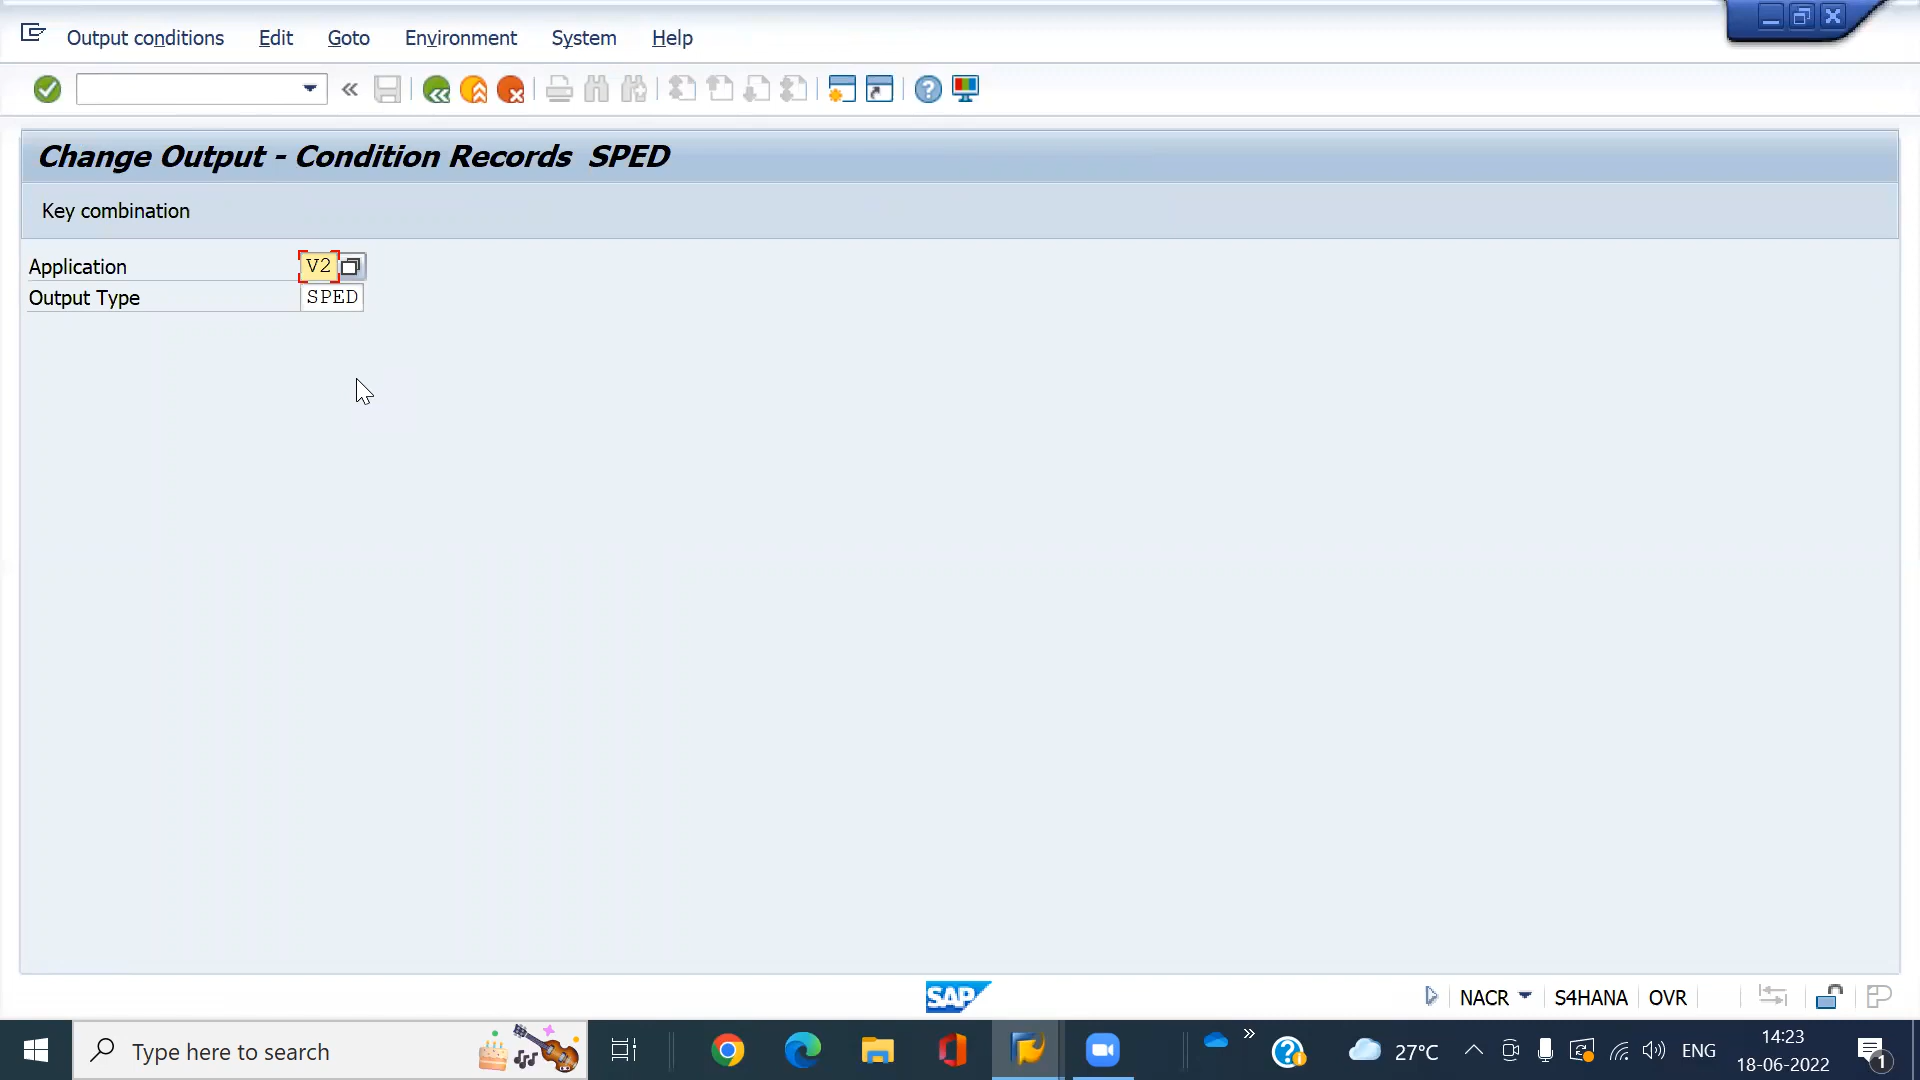 Output conditions Edit Goto Environment System Help
Change Output - Condition Records SPED
Key combination
Application V2
Output Type SPED
SAP NACR S4HANA OVR
Type here to search 27°C ENG 14:23
18-06-2022 1